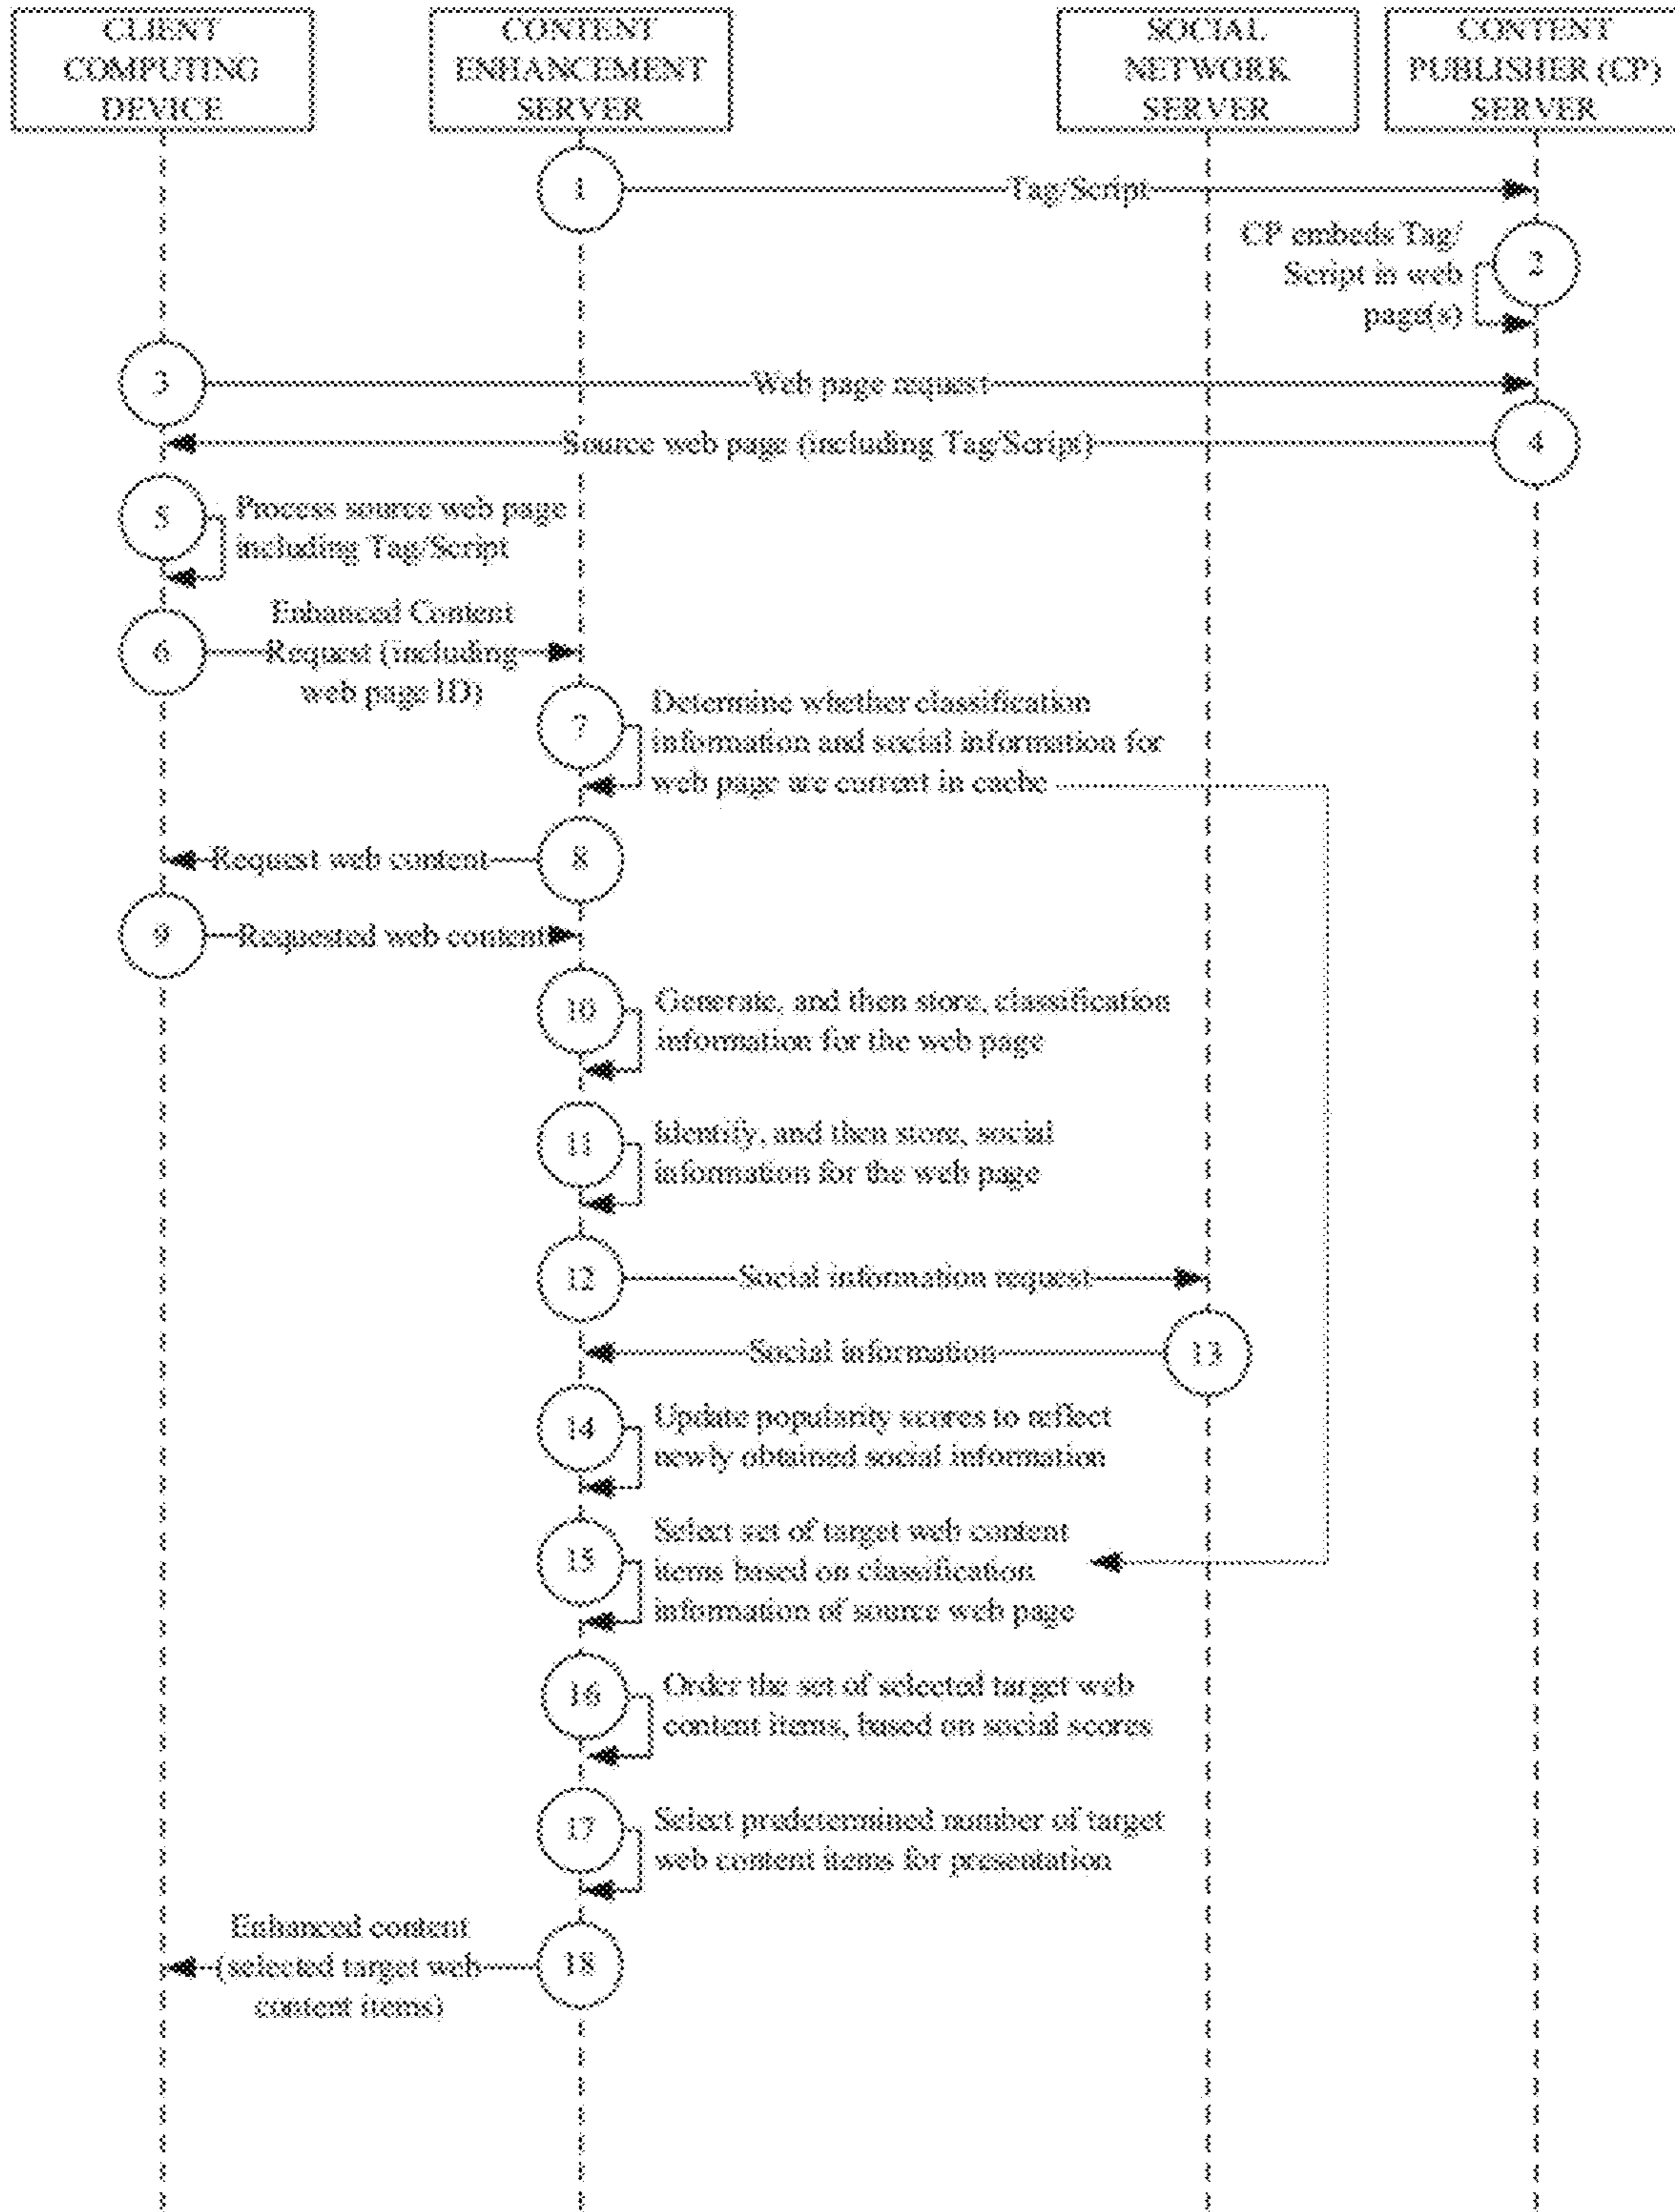 CLIENT
COMPUTING
DEVICE
CONTENT
ENHANCEMENT
SERVER
SOCIAL
NETWORK
SERVER
CONTENT
PUBLISHER (CP)
SERVER
1
Tag/Script
CP embeds Tag/
Script in web
page(s)
2
3
Web page request
Source web page (including Tag/Script)
4
5
Process source web page
including Tag/Script
6
Enhanced Content
Request (including
web page ID)
7
Determine whether classification
information and social information for
web page are current in cache
Request web content
8
9
Requested web content
10
Generate, and then store, classification
information for the web page
11
Identify, and then store, social
information for the web page
12
Social information request
Social information
13
14
Update popularity scores to reflect
newly obtained social information
15
Select set of target web content
items based on classification
information of source web page
16
Order the set of selected target web
content items, based on social scores
17
Select predetermined number of target
web content items for presentation
Enhanced content
(selected target web
content items)
18